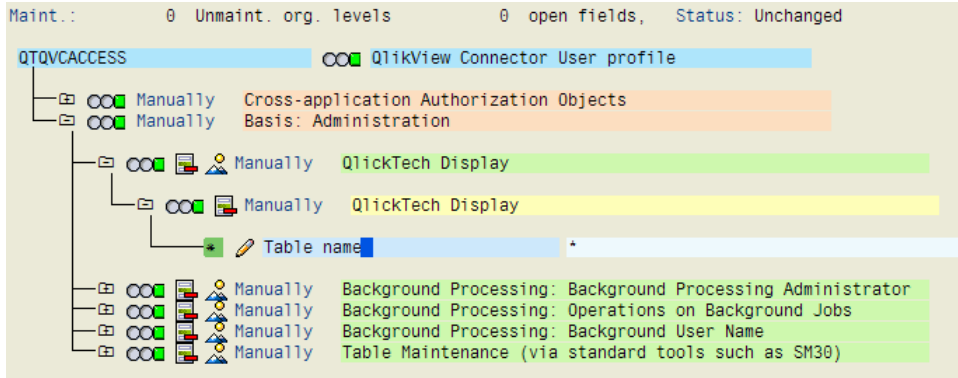 Maint.: 0 Unmaint. org. levels 0 open fields, Status: Unchanged
QTQVCACCESS QlikView Connector User profile
Manually Cross-application Authorization Objects
Manually Basis: Administration
Manually QlickTech Display
Manually QlickTech Display
* Table name *
Manually Background Processing: Background Processing Administrator
Manually Background Processing: Operations on Background Jobs
Manually Background Processing: Background User Name
Manually Table Maintenance (via standard tools such as SM30)